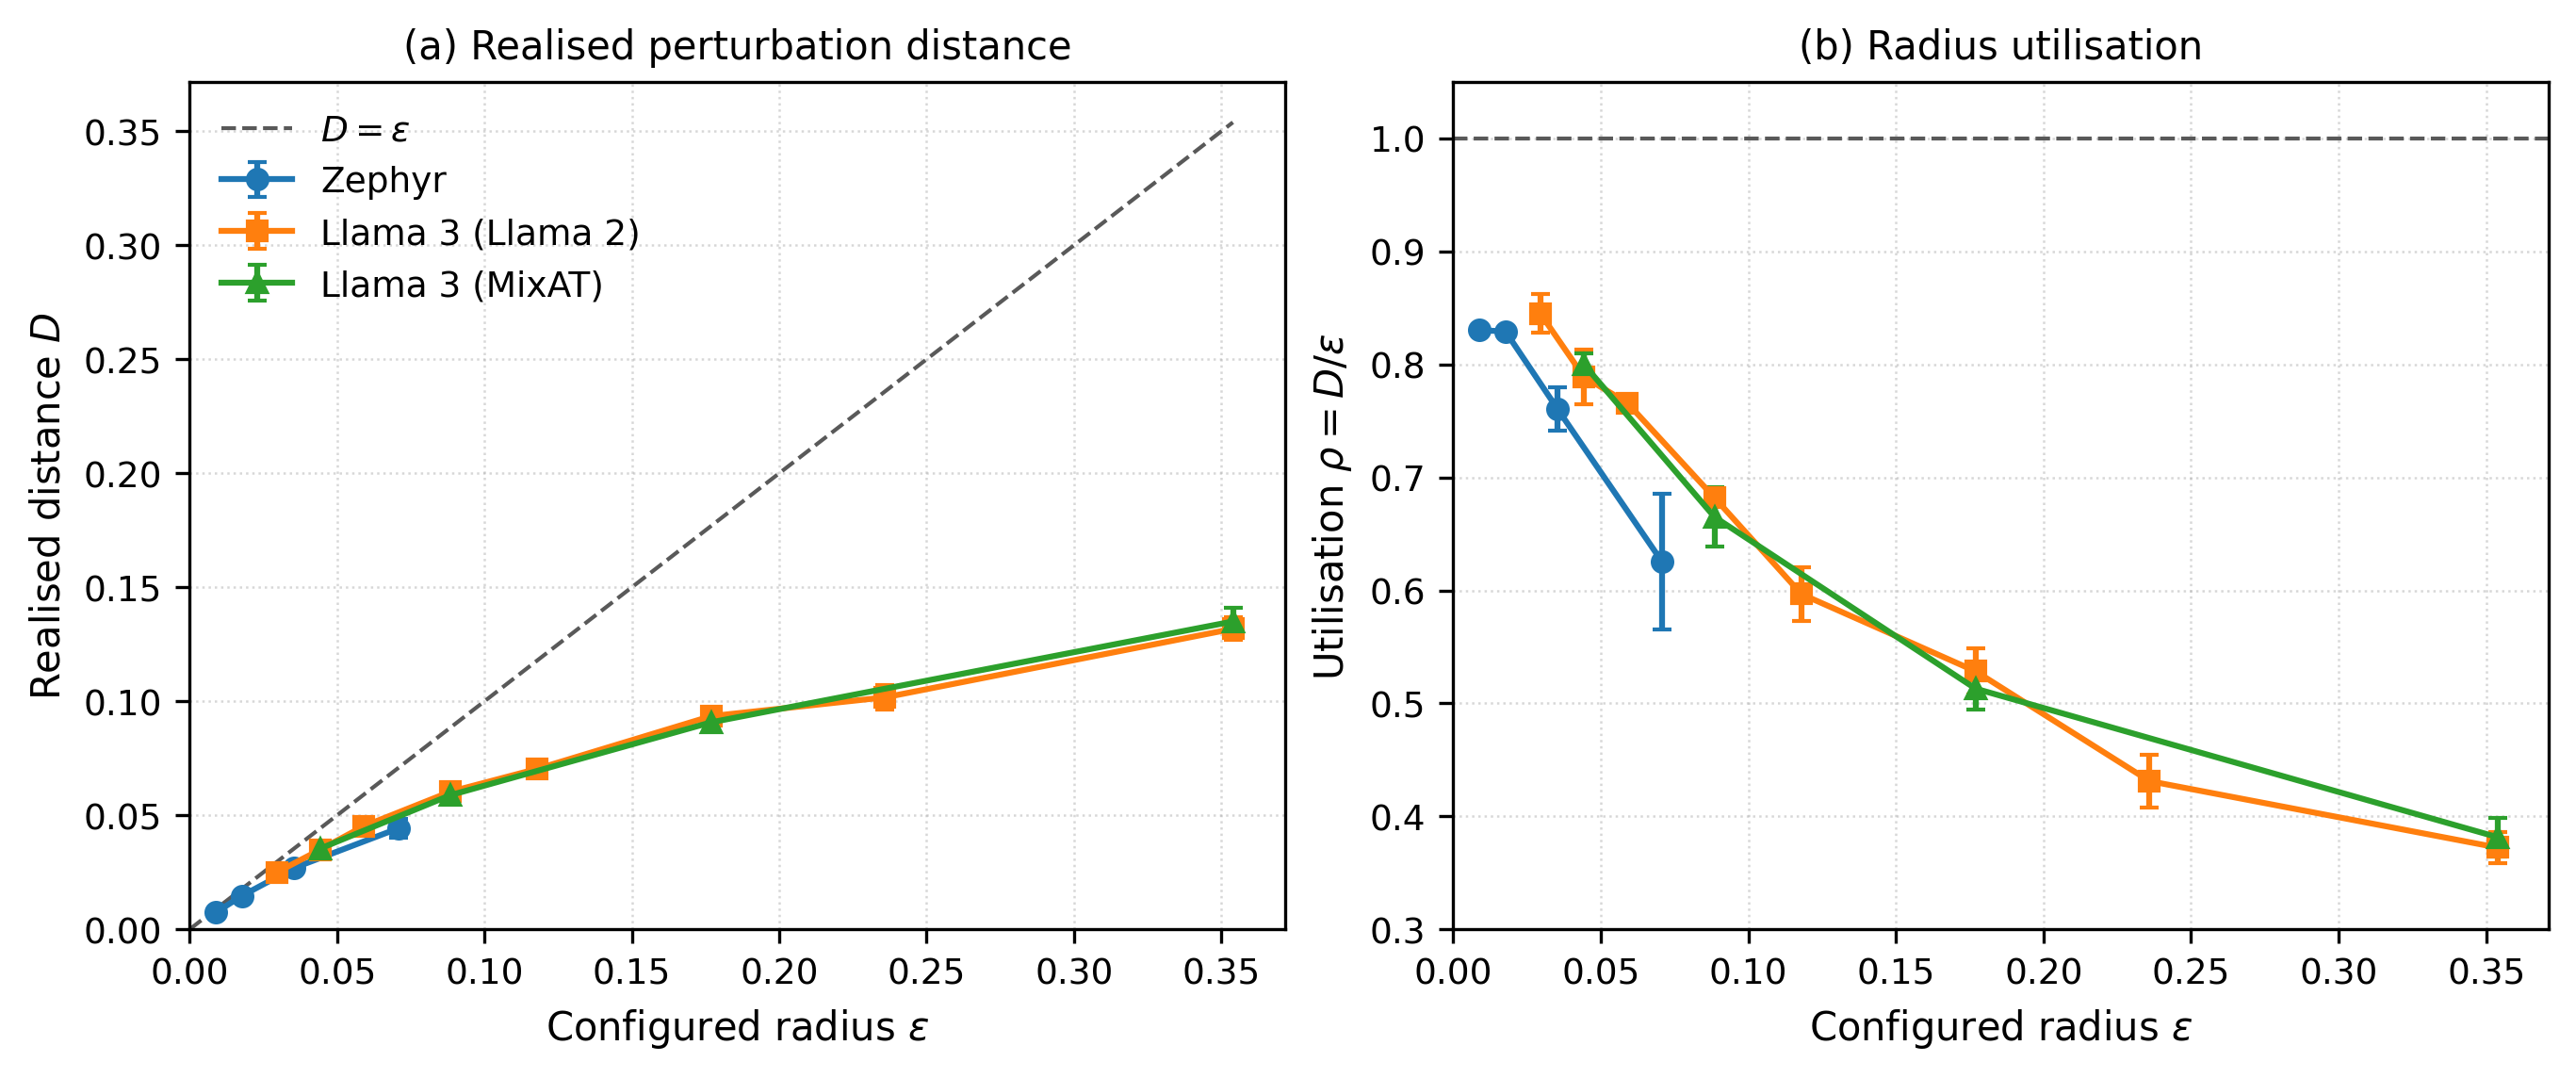 (a) Realised perturbation distance
Realised distance D
0.35
0.30
0.25
0.20
0.15
0.10
0.05
0.00
D = ε
Zephyr
Llama 3 (Llama 2)
Llama 3 (MixAT)
0.00 0.05 0.10 0.15 0.20 0.25 0.30 0.35
Configured radius ε
(b) Radius utilisation
Utilisation ρ = D/ε
1.0
0.9
0.8
0.7
0.6
0.5
0.4
0.3
0.00 0.05 0.10 0.15 0.20 0.25 0.30 0.35
Configured radius ε